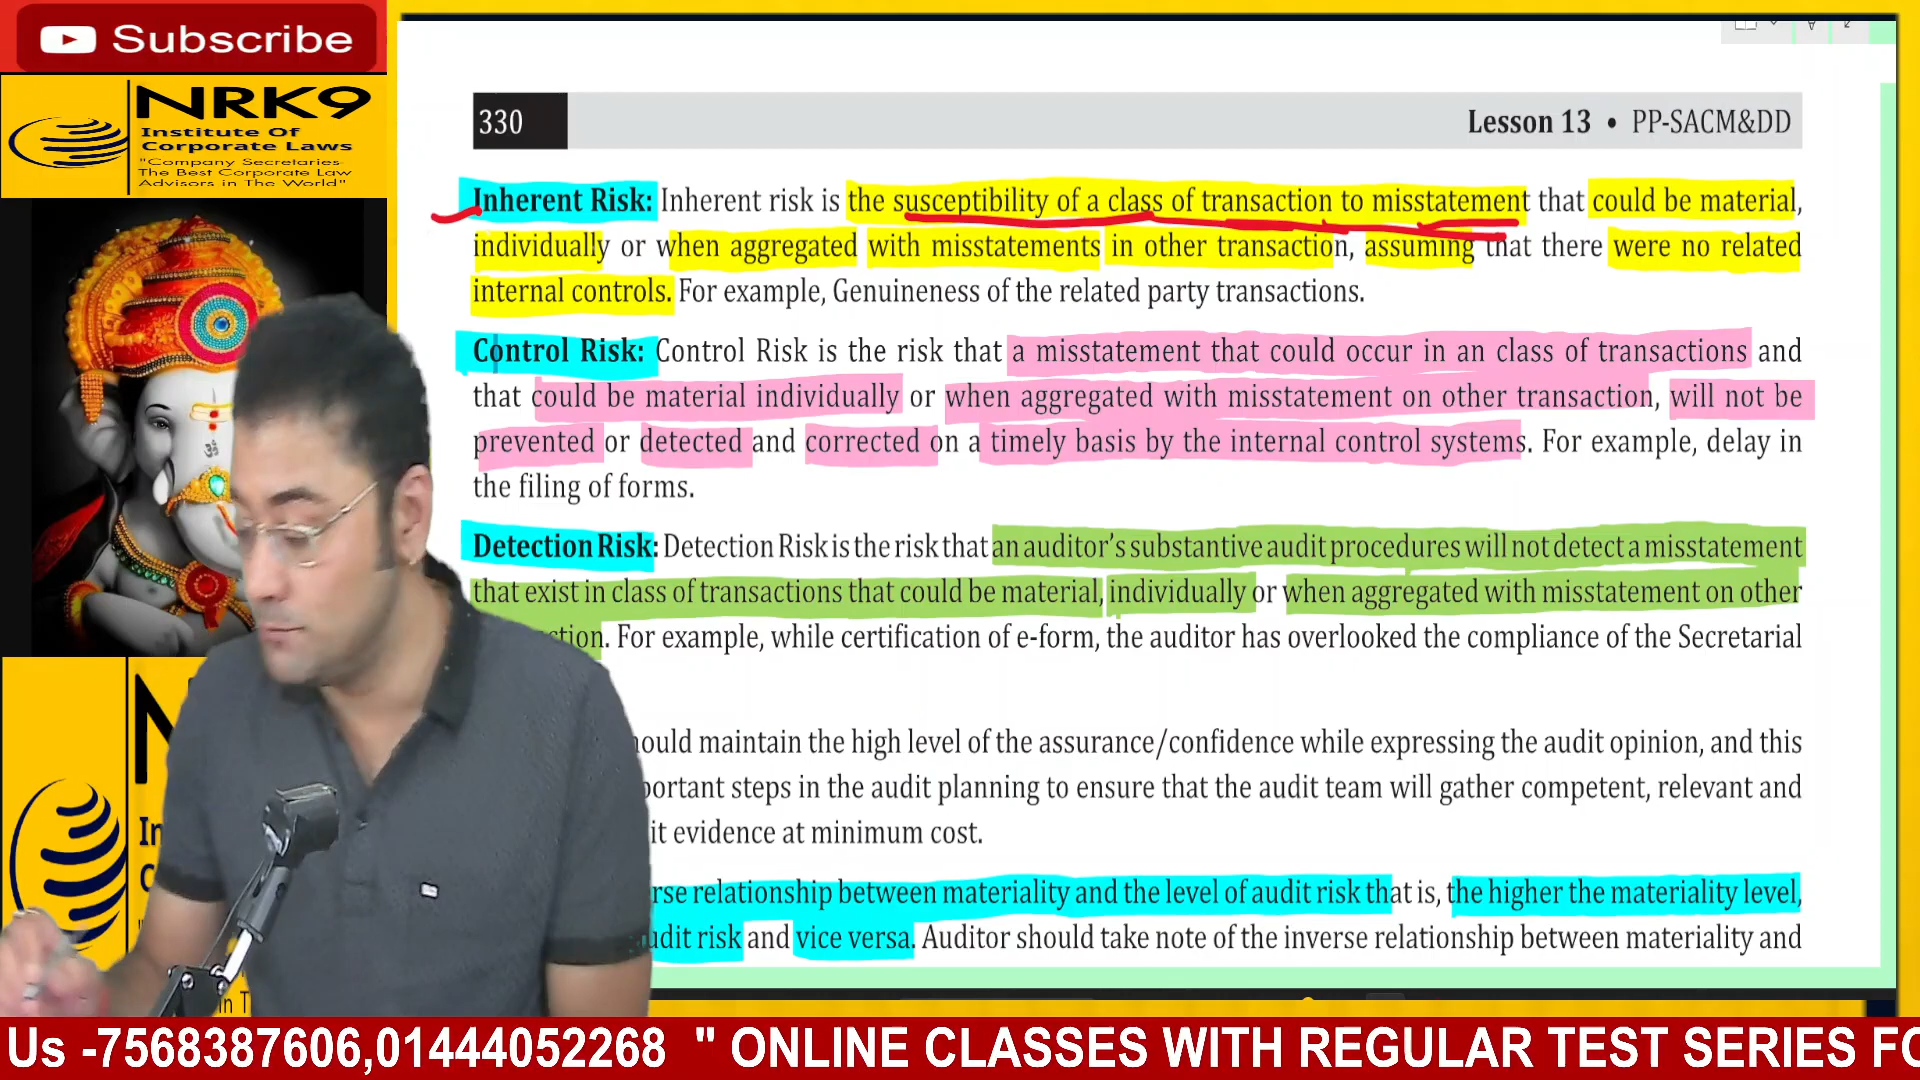 Subscribe
NRK9
Institute Of
Corporate Laws
"Company Secretaries-
The Best Corporate Law
Advisors in The World"
330
Lesson 13 • PP-SACM&DD
Inherent Risk: Inherent risk is the susceptibility of a class of transaction to misstatement that could be material,
individually or when aggregated with misstatements in other transaction, assuming that there were no related
internal controls. For example, Genuineness of the related party transactions.
Control Risk: Control Risk is the risk that a misstatement that could occur in an class of transactions and
that could be material individually or when aggregated with misstatement on other transaction, will not be
prevented or detected and corrected on a timely basis by the internal control systems. For example, delay in
the filing of forms.
Detection Risk: Detection Risk is the risk that an auditor's substantive audit procedures will not detect a misstatement
that exist in class of transactions that could be material, individually or when aggregated with misstatement on other
For example, while certification of e-form, the auditor has overlooked the compliance of the Secretarial
maintain the high level of the assurance/confidence while expressing the audit opinion, and this
steps in the audit planning to ensure that the audit team will gather competent, relevant and
evidence at minimum cost.
relationship between materiality and the level of audit risk that is, the higher the materiality level,
audit risk and vice versa. Auditor should take note of the inverse relationship between materiality and
Us -7568387606,01444052268 " ONLINE CLASSES WITH REGULAR TEST SERIES